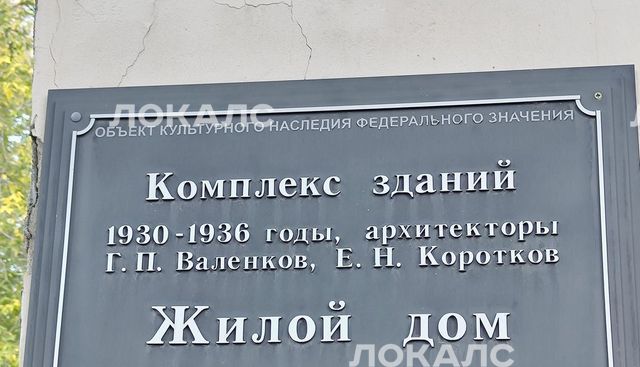 ЛОКАЛС
ОБЪЕКТ КУЛЬТУРНОГО НАСЛЕДИЯ ФЕДЕРАЛЬНОГО ЗНАЧЕНИЯ
Комплекс зданий
1930-1936 годы, архитекторы
Г. П. Валенков, Е. Н. Коротков
Жилой дом
ЛОКАЛС